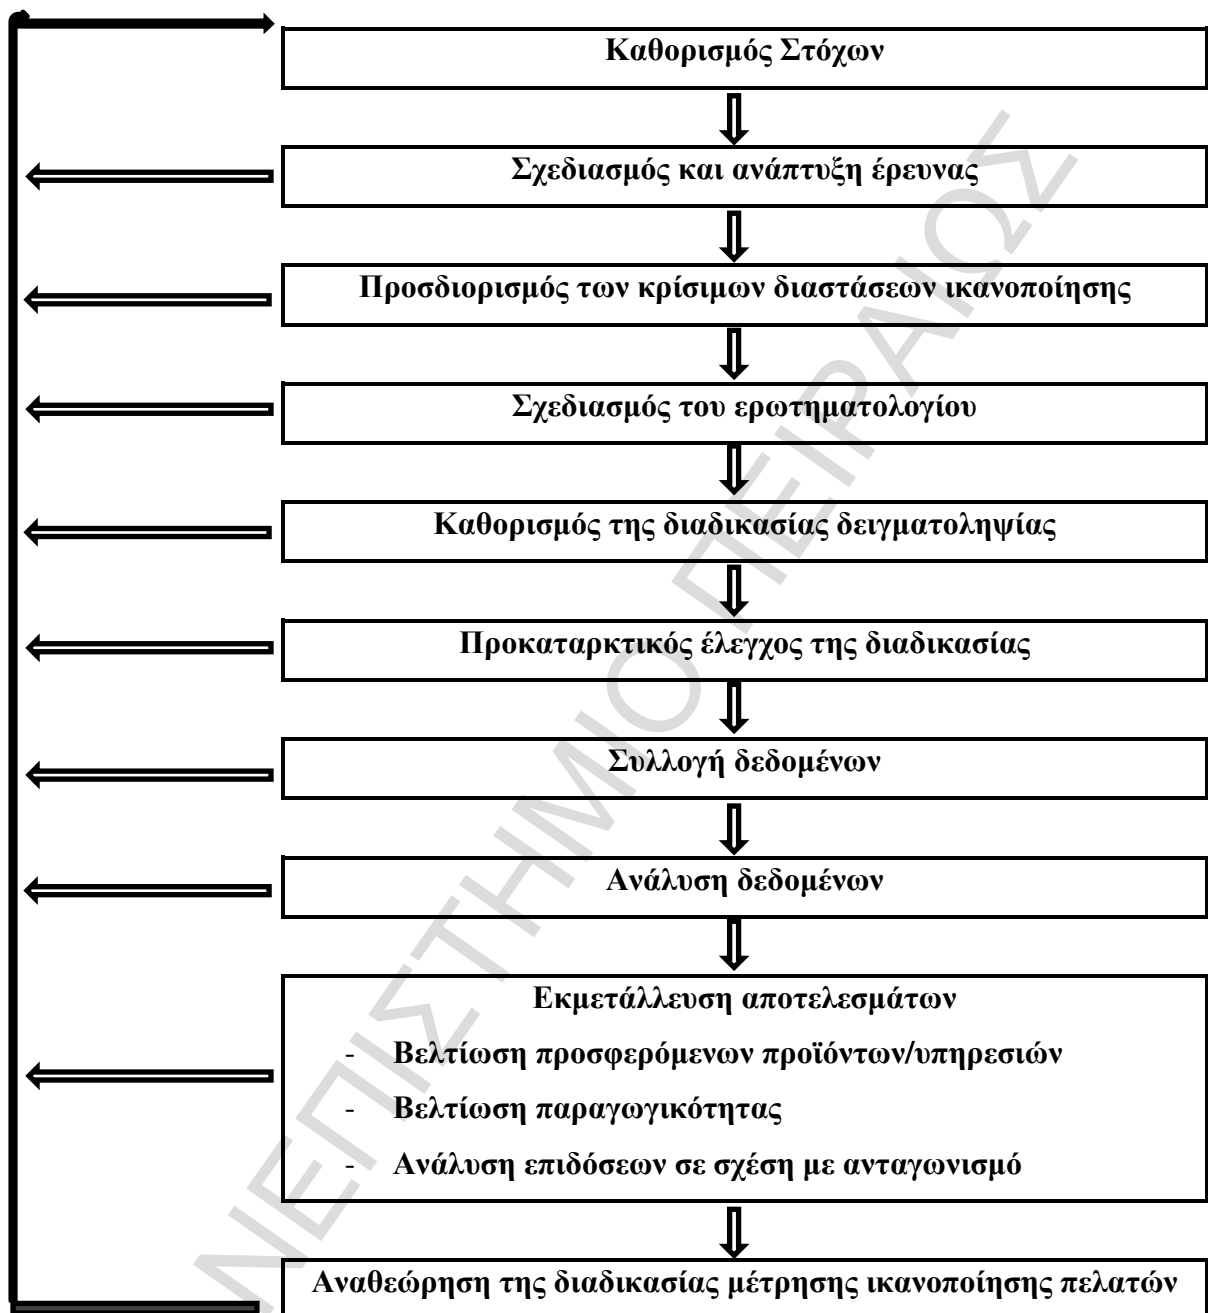 Καθορισμός Στόχων
Σχεδιασμός και ανάπτυξη έρευνας
Προσδιορισμός των κρίσιμων διαστάσεων ικανοποίησης
Σχεδιασμός του ερωτηματολογίου
Καθορισμός της διαδικασίας δειγματοληψίας
Προκαταρκτικός έλεγχος της διαδικασίας
Συλλογή δεδομένων
Ανάλυση δεδομένων
Εκμετάλλευση αποτελεσμάτων
- Βελτίωση προσφερόμενων προϊόντων/υπηρεσιών
- Βελτίωση παραγωγικότητας
- Ανάλυση επιδόσεων σε σχέση με ανταγωνισμό
Αναθεώρηση της διαδικασίας μέτρησης ικανοποίησης πελατών
ΝΕΠΙΣΤΗΜΙΟ ΠΕΙΡΑΙΩΣ